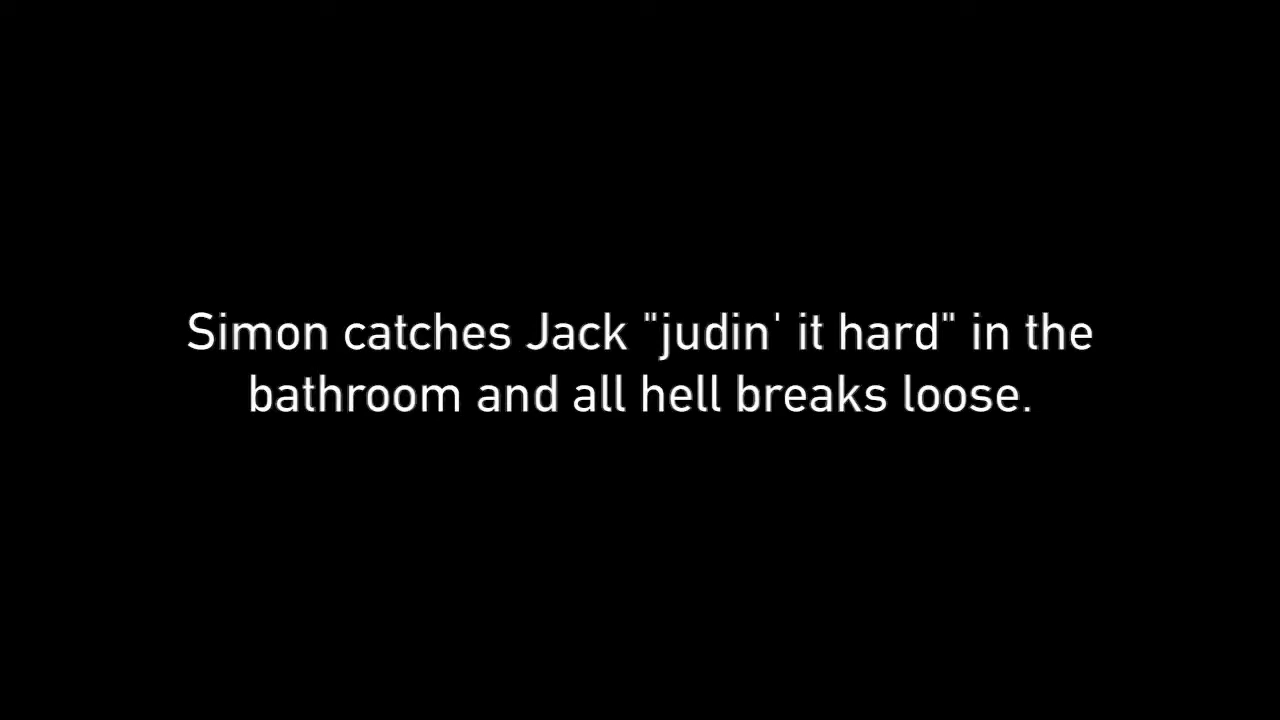 Simon catches Jack "judin' it hard" in the
bathroom and all hell breaks loose.